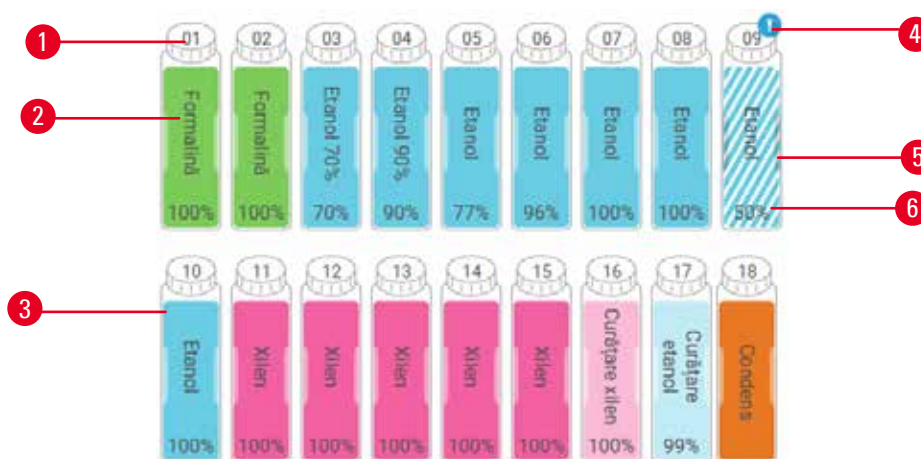 1
01 02 03 04 05 06 07 08 09 !
4
2
Formalină Formalină Etanol 70% Etanol 90% Etanol Etanol Etanol Etanol Etanol
5
100% 100% 70% 90% 77% 96% 100% 100% 50%
6
10 11 12 13 14 15 16 17 18
3
Etanol Xilen Xilen Xilen Xilen Xilen Curățare xilen Curățare etanol Condens
100% 100% 100% 100% 100% 100% 100% 99%